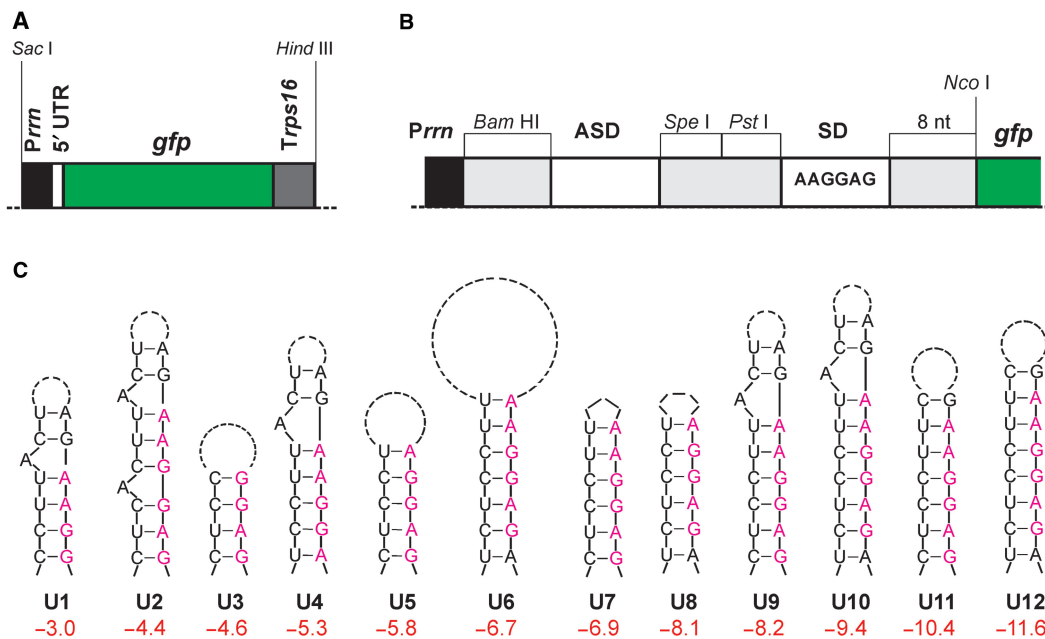 A
Sac I
Hind III
Prrn
5′ UTR
gfp
Trps16
B
Nco I
Prrn
Bam HI
ASD
Spe I
Pst I
SD
8 nt
gfp
AAGGAG
C
U–A
C–G
A
U–A
U–A
C–G
C–G
U1
–3.0
U–A
C–G
A
U–A
U–A
C–G
A
C–G
U–A
C–G
U2
–4.4
C–G
C–G
U–A
C–G
U3
–4.6
U–A
C–G
A
U–A
U–A
C–G
C–G
U–A
U4
–5.3
U–A
C–G
C–G
U–A
C–G
U5
–5.8
U–A
U–A
C–G
C–G
U–A
C–G
U–A
U6
–6.7
U–A
U–A
C–G
C–G
U–A
C–G
U7
–6.9
U–A
C–G
C–G
U–A
C–G
U–A
U8
–8.1
U–A
C–G
A
U–A
U–A
C–G
C–G
U–A
C–G
U9
–8.2
U–A
C–G
A
U–A
U–A
C–G
C–G
U–A
C–G
U–A
U10
–9.4
C–G
U–A
U–A
C–G
C–G
U–A
C–G
U11
–10.4
C–G
U–A
U–A
C–G
C–G
U–A
C–G
U–A
U12
–11.6